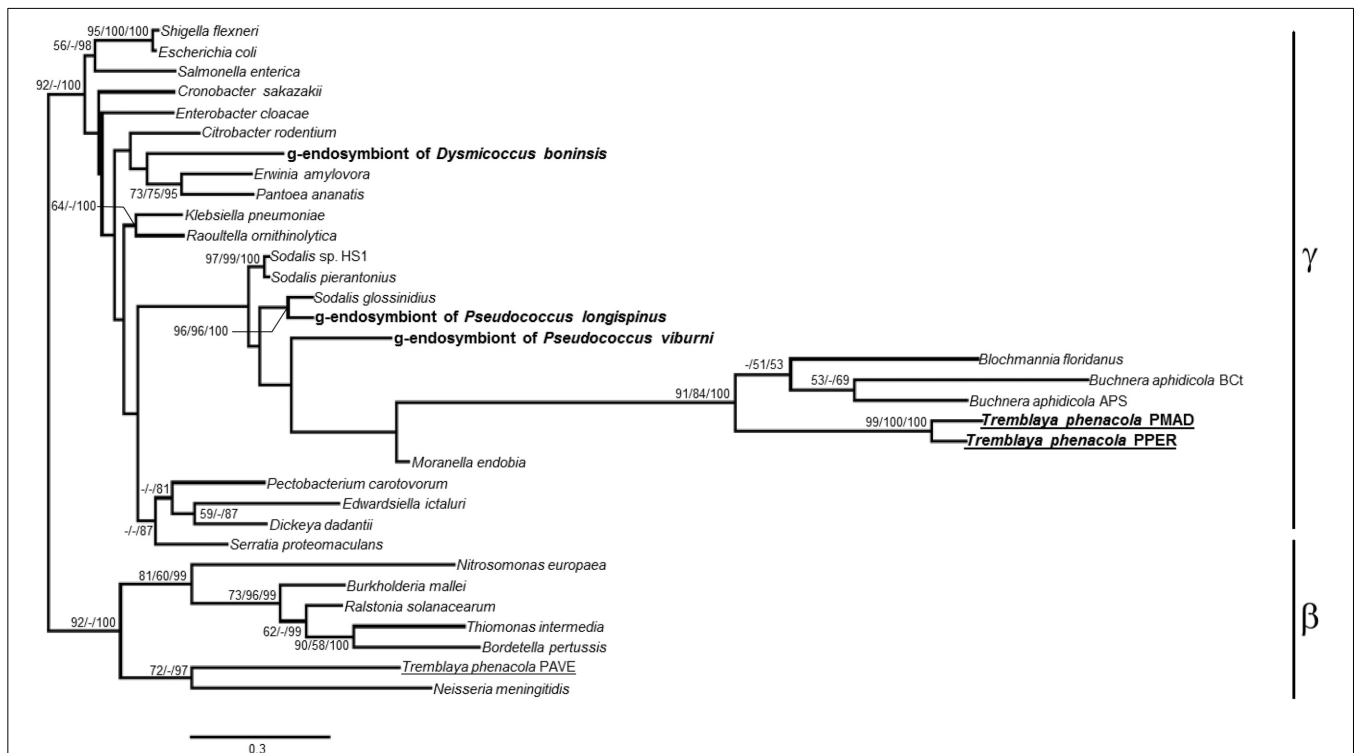 95/100/100
Shigella flexneri
56/-/98
Escherichia coli
Salmonella enterica
92/-/100
Cronobacter sakazakii
Enterobacter cloacae
Citrobacter rodentium
g-endosymbiont of Dysmicoccus boninsis
Erwinia amylovora
73/75/95
Pantoea ananatis
64/-/100
Klebsiella pneumoniae
Raoultella ornithinolytica
97/99/100
Sodalis sp. HS1
Sodalis pierantonius
Sodalis glossinidius
g-endosymbiont of Pseudococcus longispinus
96/96/100
g-endosymbiont of Pseudococcus viburni
γ
-/51/53
Blochmannia floridanus
53/-/69
Buchnera aphidicola BCt
91/84/100
Buchnera aphidicola APS
99/100/100
Tremblaya phenacola PMAD
Tremblaya phenacola PPER
Moranella endobia
-/-/81
Pectobacterium carotovorum
59/-/87
Edwardsiella ictaluri
-/-/87
Dickeya dadantii
Serratia proteomaculans
81/60/99
Nitrosomonas europaea
73/96/99
Burkholderia mallei
Ralstonia solanacearum
β
92/-/100
62/-/99
Thiomonas intermedia
90/58/100
Bordetella pertussis
72/-/97
Tremblaya phenacola PAVE
Neisseria meningitidis
0.3